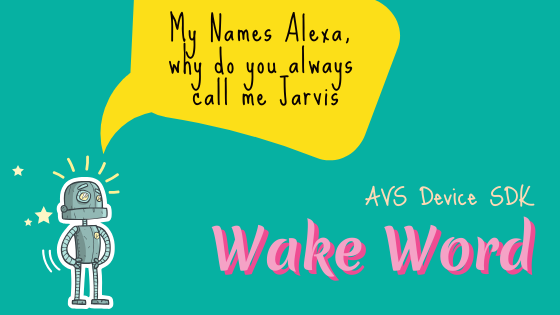 My Names Alexa,
why do you always
call me Jarvis
AVS Device SDK
Wake Word